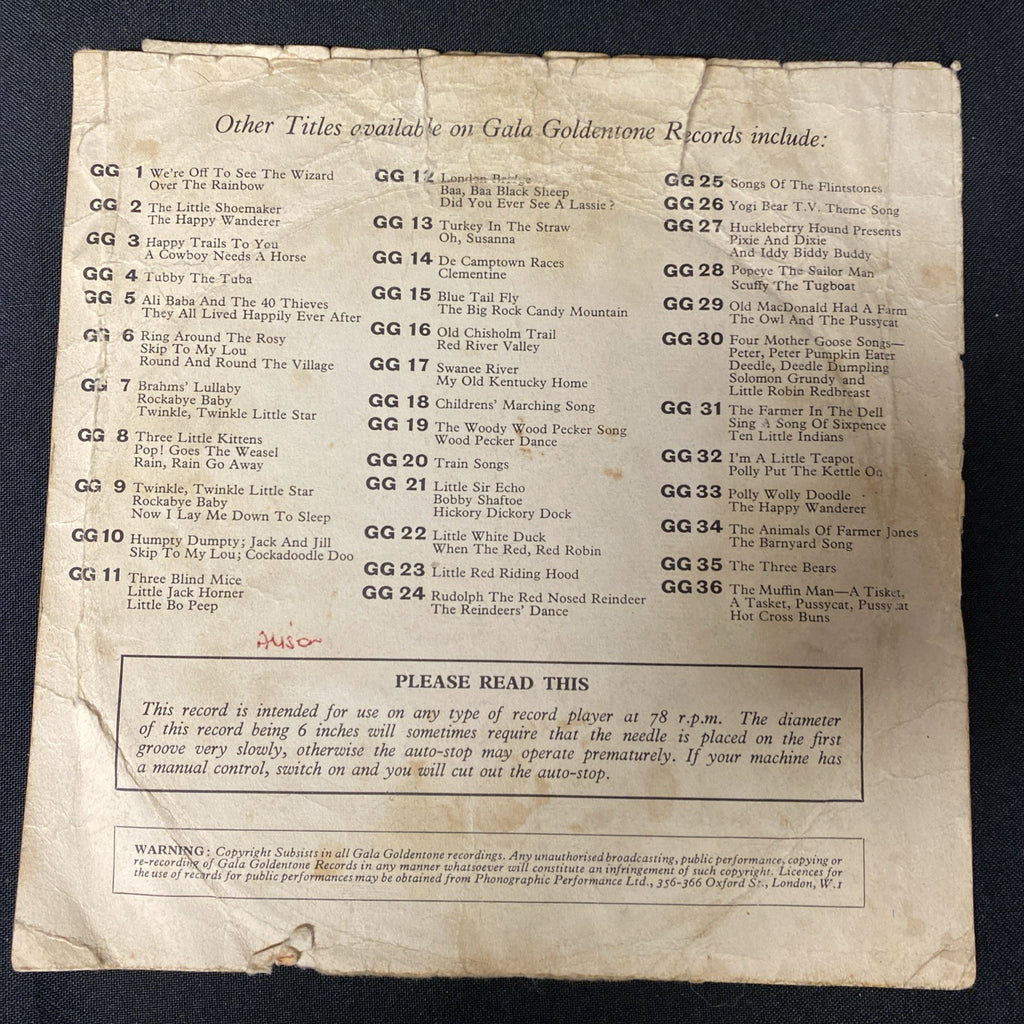 Other Titles available on Gala Goldentone Records include:
GG 1 We're Off To See The Wizard
Over The Rainbow
GG 2 The Little Shoemaker
The Happy Wanderer
GG 3 Happy Trails To You
A Cowboy Needs A Horse
GG 4 Tubby The Tuba
GG 5 Ali Baba And The 40 Thieves
They All Lived Happily Ever After
GG 6 Ring Around The Rosy
Skip To My Lou
Round And Round The Village
GG 7 Brahms' Lullaby
Rockabye Baby
Twinkle, Twinkle Little Star
GG 8 Three Little Kittens
Pop! Goes The Weasel
Rain, Rain Go Away
GG 9 Twinkle, Twinkle Little Star
Rockabye Baby
Now I Lay Me Down To Sleep
GG 10 Humpty Dumpty; Jack And Jill
Skip To My Lou; Cockadoodle Doo
GG 11 Three Blind Mice
Little Jack Horner
Little Bo Peep
GG 12 London Bridge
Baa, Baa Black Sheep
Did You Ever See A Lassie?
GG 13 Turkey In The Straw
Oh, Susanna
GG 14 De Camptown Races
Clementine
GG 15 Blue Tail Fly
The Big Rock Candy Mountain
GG 16 Old Chisholm Trail
Red River Valley
GG 17 Swanee River
My Old Kentucky Home
GG 18 Childrens' Marching Song
GG 19 The Woody Wood Pecker Song
Wood Pecker Dance
GG 20 Train Songs
GG 21 Little Sir Echo
Bobby Shaftoe
Hickory Dickory Dock
GG 22 Little White Duck
When The Red, Red Robin
GG 23 Little Red Riding Hood
GG 24 Rudolph The Red Nosed Reindeer
The Reindeers' Dance
GG 25 Songs Of The Flintstones
GG 26 Yogi Bear T.V. Theme Song
GG 27 Huckleberry Hound Presents
Pixie And Dixie
And Iddy Biddy Buddy
GG 28 Popeye The Sailor Man
Scuffy The Tugboat
GG 29 Old MacDonald Had A Farm
The Owl And The Pussycat
GG 30 Four Mother Goose Songs—
Peter, Peter Pumpkin Eater
Deedle, Deedle Dumpling
Solomon Grundy and
Little Robin Redbreast
GG 31 The Farmer In The Dell
Sing A Song Of Sixpence
Ten Little Indians
GG 32 I'm A Little Teapot
Polly Put The Kettle On
GG 33 Polly Wolly Doodle
The Happy Wanderer
GG 34 The Animals Of Farmer Jones
The Barnyard Song
GG 35 The Three Bears
GG 36 The Muffin Man—A Tisket,
A Tasket, Pussycat, Pussycat
Hot Cross Buns
Alison
PLEASE READ THIS
This record is intended for use on any type of record player at 78 r.p.m. The diameter
of this record being 6 inches will sometimes require that the needle is placed on the first
groove very slowly, otherwise the auto-stop may operate prematurely. If your machine has
a manual control, switch on and you will cut out the auto-stop.
WARNING: Copyright Subsists in all Gala Goldentone recordings. Any unauthorised broadcasting, public performance, copying or
re-recording of Gala Goldentone Records in any manner whatsoever will constitute an infringement of such copyright. Licences for
the use of records for public performances may be obtained from Phonographic Performance Ltd., 356-366 Oxford St., London, W.1